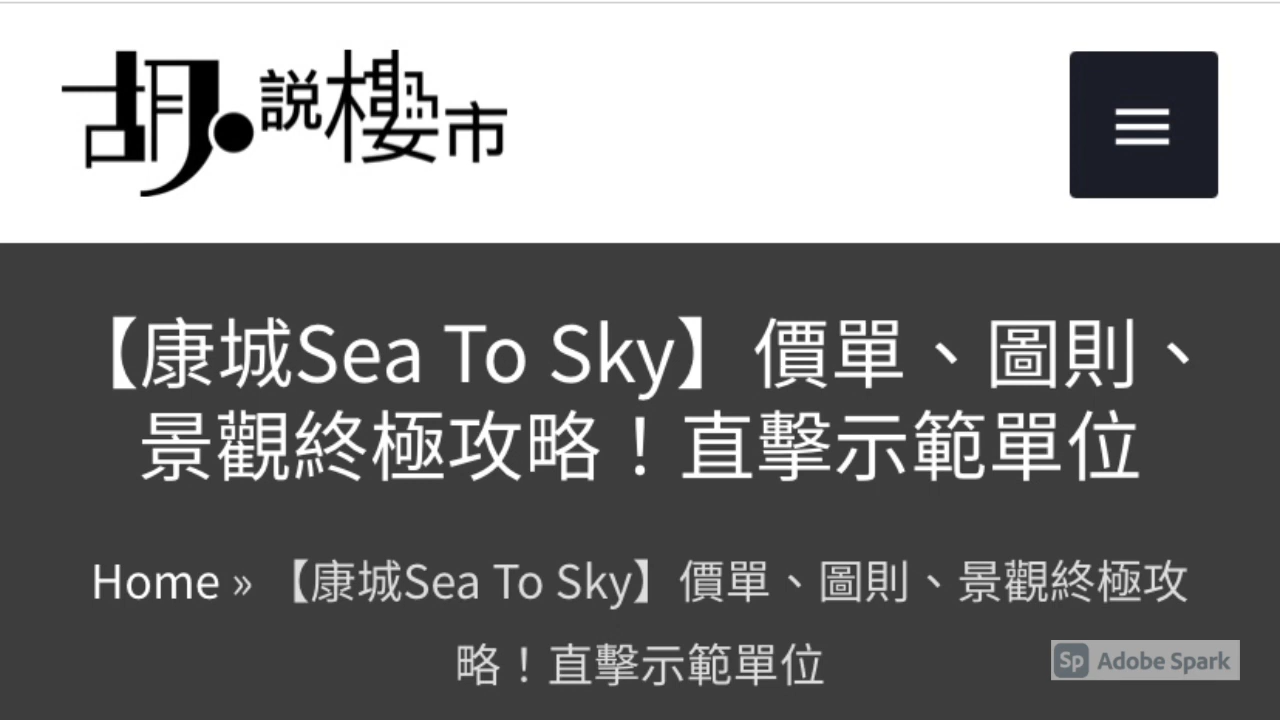 胡.說樓市
【康城Sea To Sky】價單、圖則、
景觀終極攻略！直擊示範單位
Home » 【康城Sea To Sky】價單、圖則、景觀終極攻
略！直擊示範單位
Sp Adobe Spark